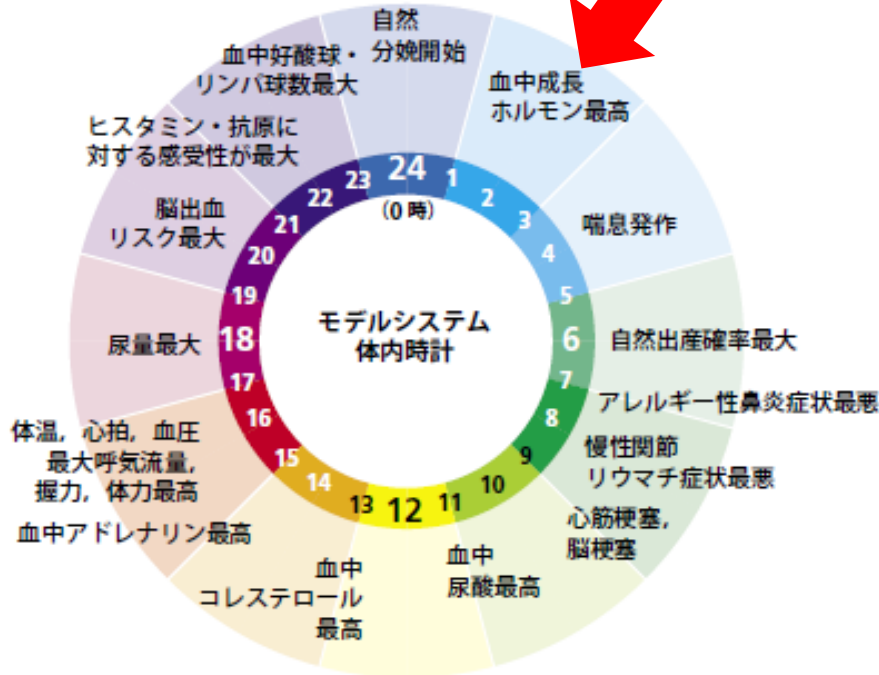 自然
分娩開始
血中成長
ホルモン最高
喘息発作
自然出産確率最大
アレルギー性鼻炎症状最悪
慢性関節
リウマチ症状最悪
心筋梗塞,
脳梗塞
血中
尿酸最高
血中
コレステロール
最高
血中アドレナリン最高
体温, 心拍, 血圧
最大呼気流量,
握力, 体力最高
尿量最大
脳出血
リスク最大
ヒスタミン・抗原に
対する感受性が最大
血中好酸球・
リンパ球数最大
24
(0 時)
1
2
3
4
5
6
7
8
9
10
11
12
13
14
15
16
17
18
19
20
21
22
23
モデルシステム
体内時計